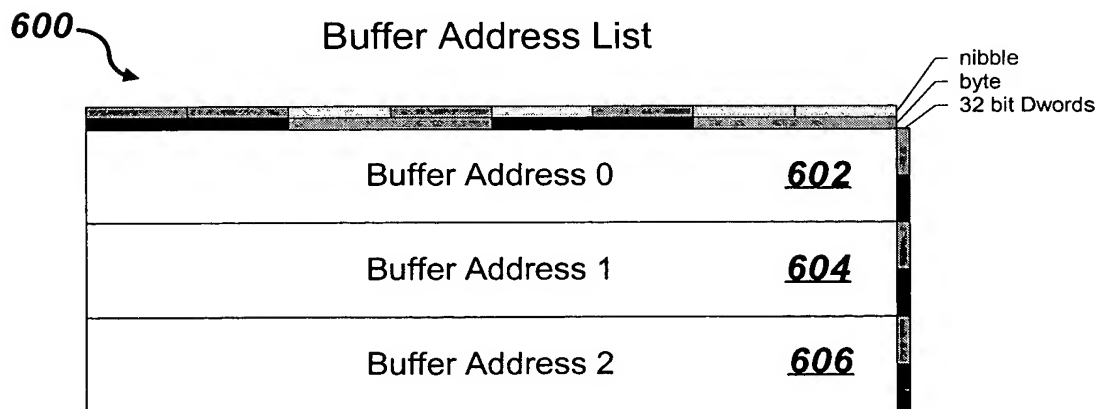 600
Buffer Address List
nibble
byte
32 bit Dwords
Buffer Address 0 602
Buffer Address 1 604
Buffer Address 2 606